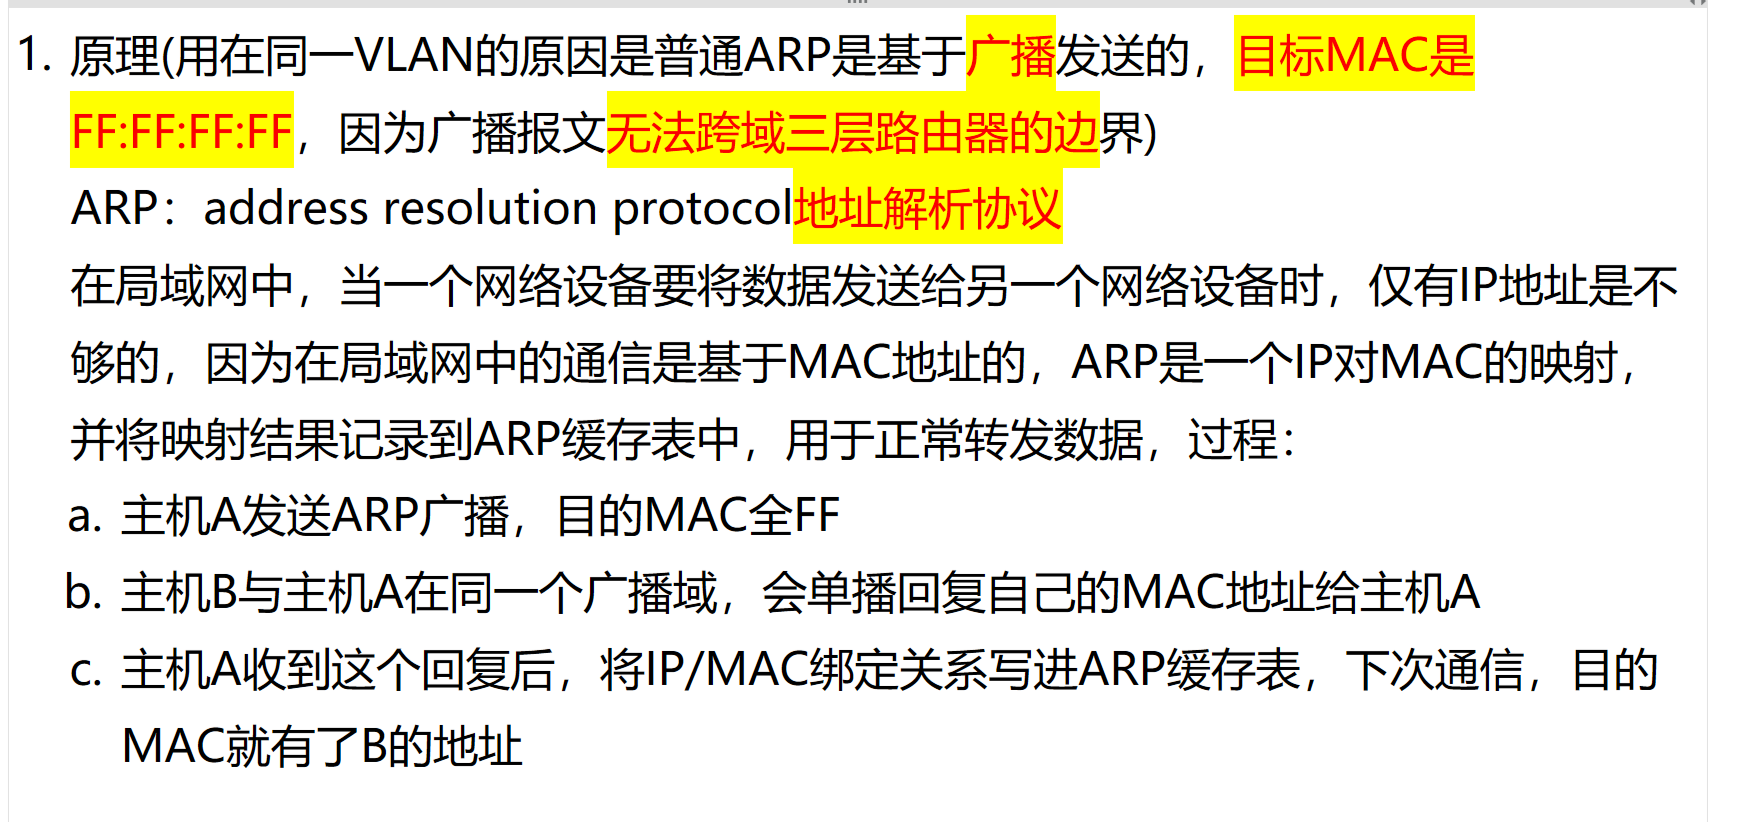 1. 原理(用在同一VLAN的原因是普通ARP是基于广播发送的，目标MAC是
FF:FF:FF:FF，因为广播报文无法跨域三层路由器的边界)
ARP：address resolution protocol地址解析协议
在局域网中，当一个网络设备要将数据发送给另一个网络设备时，仅有IP地址是不
够的，因为在局域网中的通信是基于MAC地址的，ARP是一个IP对MAC的映射，
并将映射结果记录到ARP缓存表中，用于正常转发数据，过程：
a. 主机A发送ARP广播，目的MAC全FF
b. 主机B与主机A在同一个广播域，会单播回复自己的MAC地址给主机A
c. 主机A收到这个回复后，将IP/MAC绑定关系写进ARP缓存表，下次通信，目的
MAC就有了B的地址